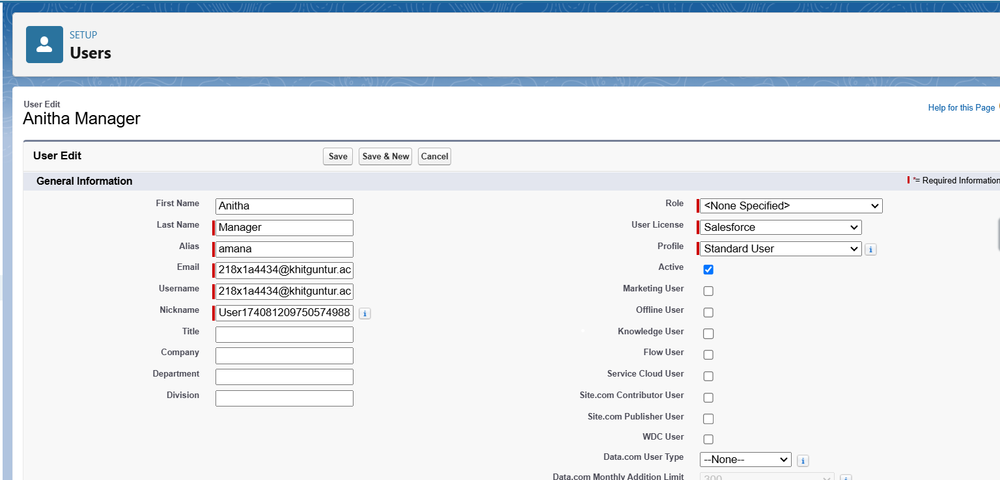 SETUP
Users
User Edit
Anitha Manager
Help for this Page
User Edit
Save
Save & New
Cancel
General Information
*= Required Information
First Name
Anitha
Last Name
Manager
Alias
amana
Email
218x1a4434@khitguntur.ac
Username
218x1a4434@khitguntur.ac
Nickname
User174081209750574988
i
Title
Company
Department
Division
Role
<None Specified>
User License
Salesforce
Profile
Standard User
i
Active
Marketing User
Offline User
Knowledge User
Flow User
Service Cloud User
Site.com Contributor User
Site.com Publisher User
WDC User
Data.com User Type
--None--
i
Data.com Monthly Addition Limit
300
i